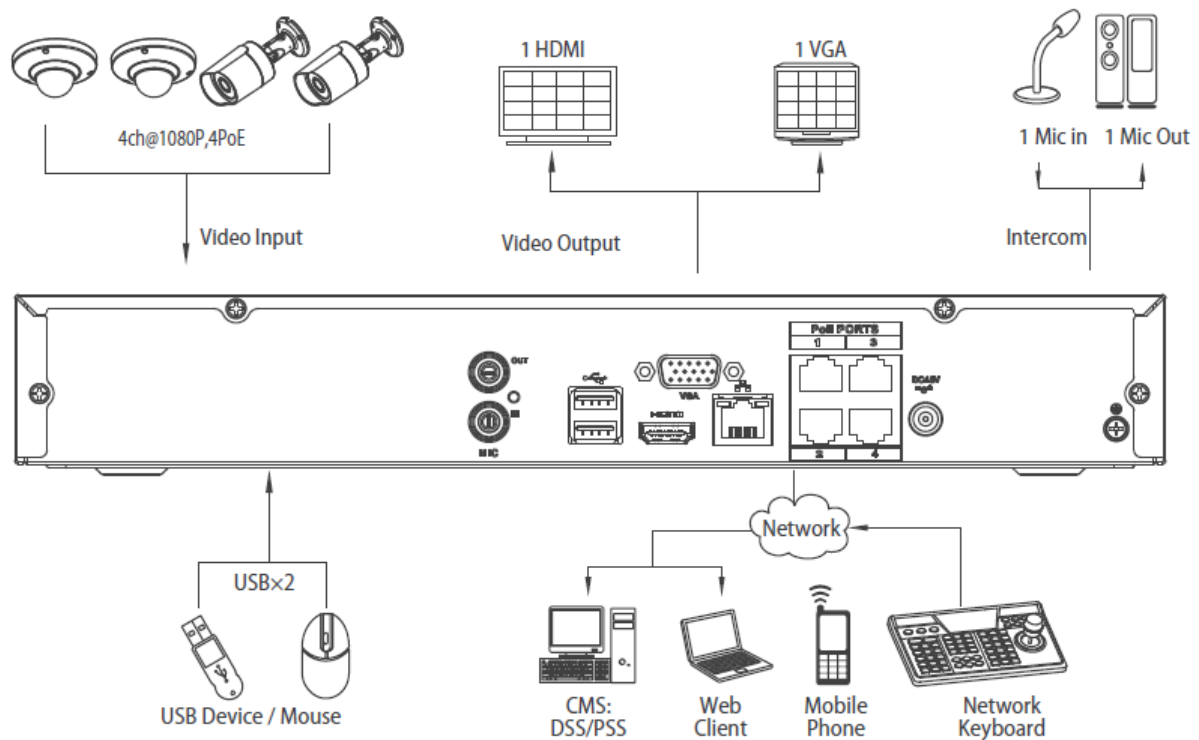 1 HDMI
1 VGA
4ch@1080P,4PoE
1 Mic in 1 Mic Out
Video Input
Video Output
Intercom
PoE PORTS
1 3
OUT
VGA
HDMI
IN
MIC
2 4
Network
USB×2
USB Device / Mouse
CMS:
DSS/PSS
Web
Client
Mobile
Phone
Network
Keyboard